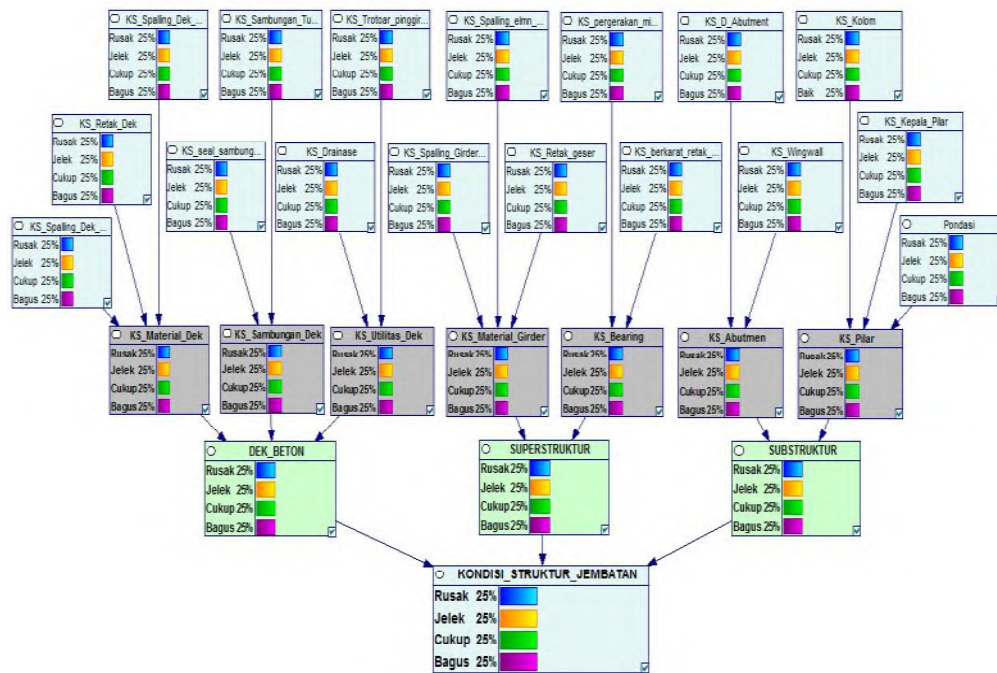 KS_Spalling_Dek_...
Rusak 25%
Jelek 25%
Cukup 25%
Bagus 25%
KS_Sambungan_Tu...
Rusak 25%
Jelek 25%
Cukup 25%
Bagus 25%
KS_Trotoar_pinggir...
Rusak 25%
Jelek 25%
Cukup 25%
Bagus 25%
KS_Spalling_elmn_...
Rusak 25%
Jelek 25%
Cukup 25%
Bagus 25%
KS_pergerakan_mi...
Rusak 25%
Jelek 25%
Cukup 25%
Bagus 25%
KS_D_Abutment
Rusak 25%
Jelek 25%
Cukup 25%
Bagus 25%
KS_Kolom
Rusak 25%
Jelek 25%
Cukup 25%
Baik 25%
KS_Retak_Dek
Rusak 25%
Jelek 25%
Cukup 25%
Bagus 25%
KS_seal_sambung...
Rusak 25%
Jelek 25%
Cukup 25%
Bagus 25%
KS_Drainase
Rusak 25%
Jelek 25%
Cukup 25%
Bagus 25%
KS_Spalling_Girder...
Rusak 25%
Jelek 25%
Cukup 25%
Bagus 25%
KS_Retak_geser
Rusak 25%
Jelek 25%
Cukup 25%
Bagus 25%
KS_berkarat_retak_...
Rusak 25%
Jelek 25%
Cukup 25%
Bagus 25%
KS_Wingwall
Rusak 25%
Jelek 25%
Cukup 25%
Bagus 25%
KS_Kepala_Pilar
Rusak 25%
Jelek 25%
Cukup 25%
Bagus 25%
KS_Spalling_Dek_...
Rusak 25%
Jelek 25%
Cukup 25%
Bagus 25%
Pondasi
Rusak 25%
Jelek 25%
Cukup 25%
Bagus 25%
KS_Material_Dek
Rusak 25%
Jelek 25%
Cukup 25%
Bagus 25%
KS_Sambungan_Dek
Rusak 25%
Jelek 25%
Cukup 25%
Bagus 25%
KS_Utilitas_Dek
Rusak 25%
Jelek 25%
Cukup 25%
Bagus 25%
KS_Material_Girder
Rusak 25%
Jelek 25%
Cukup 25%
Bagus 25%
KS_Bearing
Rusak 25%
Jelek 25%
Cukup 25%
Bagus 25%
KS_Abutmen
Rusak 25%
Jelek 25%
Cukup 25%
Bagus 25%
KS_Pilar
Rusak 25%
Jelek 25%
Cukup 25%
Bagus 25%
DEK_BETON
Rusak 25%
Jelek 25%
Cukup 25%
Bagus 25%
SUPERSTRUKTUR
Rusak 25%
Jelek 25%
Cukup 25%
Bagus 25%
SUBSTRUKTUR
Rusak 25%
Jelek 25%
Cukup 25%
Bagus 25%
KONDISI_STRUKTUR_JEMBATAN
Rusak 25%
Jelek 25%
Cukup 25%
Bagus 25%